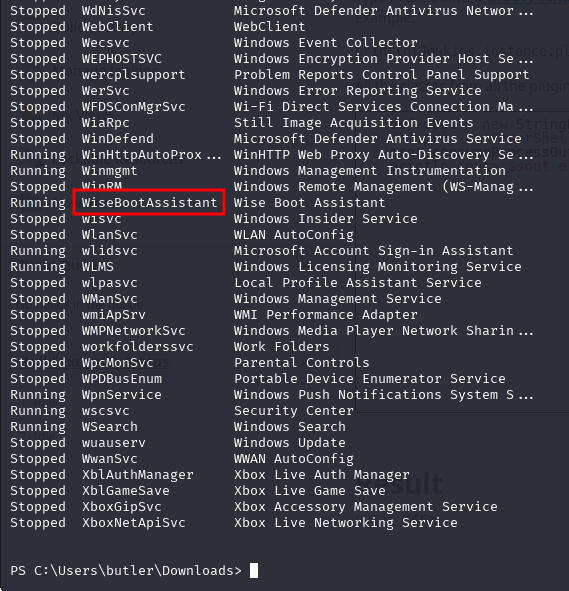 Stopped WdNisSvc Microsoft Defender Antivirus Networ...
Stopped WebClient WebClient
Stopped Wecsvc Windows Event Collector
Stopped WEPHOSTSVC Windows Encryption Provider Host Se...
Stopped wercplsupport Problem Reports Control Panel Support
Stopped WerSvc Windows Error Reporting Service
Stopped WFDSConMgrSvc Wi-Fi Direct Services Connection Ma...
Stopped WiaRpc Still Image Acquisition Events
Stopped WinDefend Microsoft Defender Antivirus Service
Running WinHttpAutoProx... WinHTTP Web Proxy Auto-Discovery Se...
Running Winmgmt Windows Management Instrumentation
Stopped WinRM Windows Remote Management (WS-Manag...
Running WiseBootAssistant Wise Boot Assistant
Stopped wisvc Windows Insider Service
Stopped WlanSvc WLAN AutoConfig
Running wlidsvc Microsoft Account Sign-in Assistant
Running WLMS Windows Licensing Monitoring Service
Stopped wlpasvc Local Profile Assistant Service
Stopped WManSvc Windows Management Service
Stopped wmiApSrv WMI Performance Adapter
Stopped WMPNetworkSvc Windows Media Player Network Sharin...
Stopped workfolderssvc Work Folders
Stopped WpcMonSvc Parental Controls
Stopped WPDBusEnum Portable Device Enumerator Service
Running WpnService Windows Push Notifications System S...
Running wscsvc Security Center
Running WSearch Windows Search
Stopped wuauserv Windows Update
Stopped WwanSvc WWAN AutoConfig
Stopped XblAuthManager Xbox Live Auth Manager
Stopped XblGameSave Xbox Live Game Save
Stopped XboxGipSvc Xbox Accessory Management Service
Stopped XboxNetApiSvc Xbox Live Networking Service
PS C:\Users\butler\Downloads>